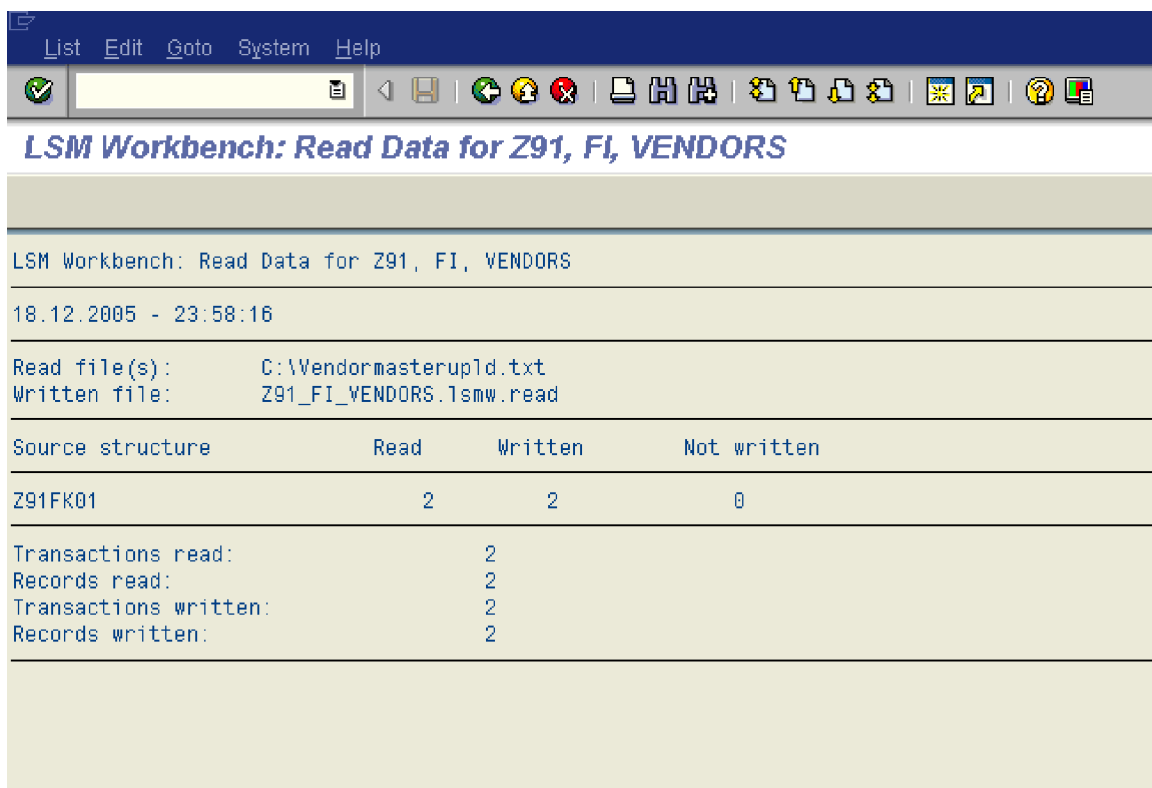 List Edit Goto System Help
LSM Workbench: Read Data for Z91, FI, VENDORS
LSM Workbench: Read Data for Z91, FI, VENDORS
18.12.2005 - 23:58:16
Read file(s): C:\Vendormasterupld.txt
Written file: Z91_FI_VENDORS.lsmw.read
Source structure Read Written Not written
Z91FK01 2 2 0
Transactions read: 2
Records read: 2
Transactions written: 2
Records written: 2